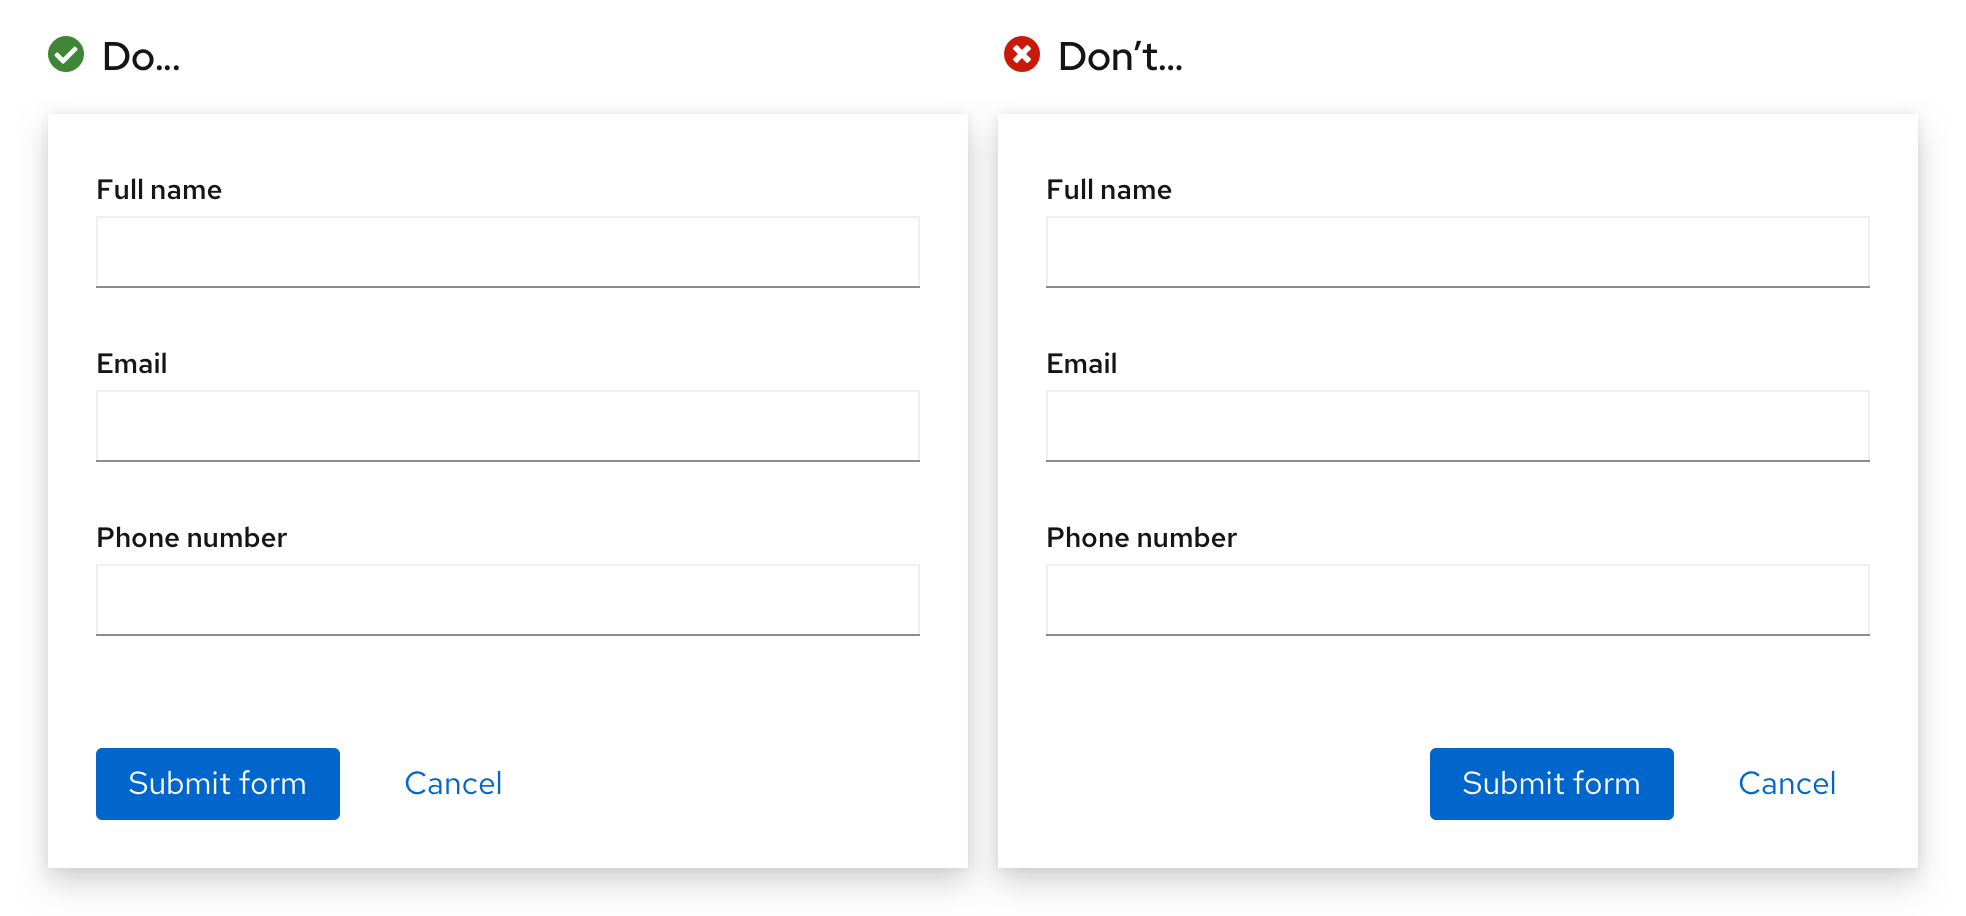 Do...
Full name
Email
Phone number
Submit form
Cancel
Don’t...
Full name
Email
Phone number
Submit form
Cancel